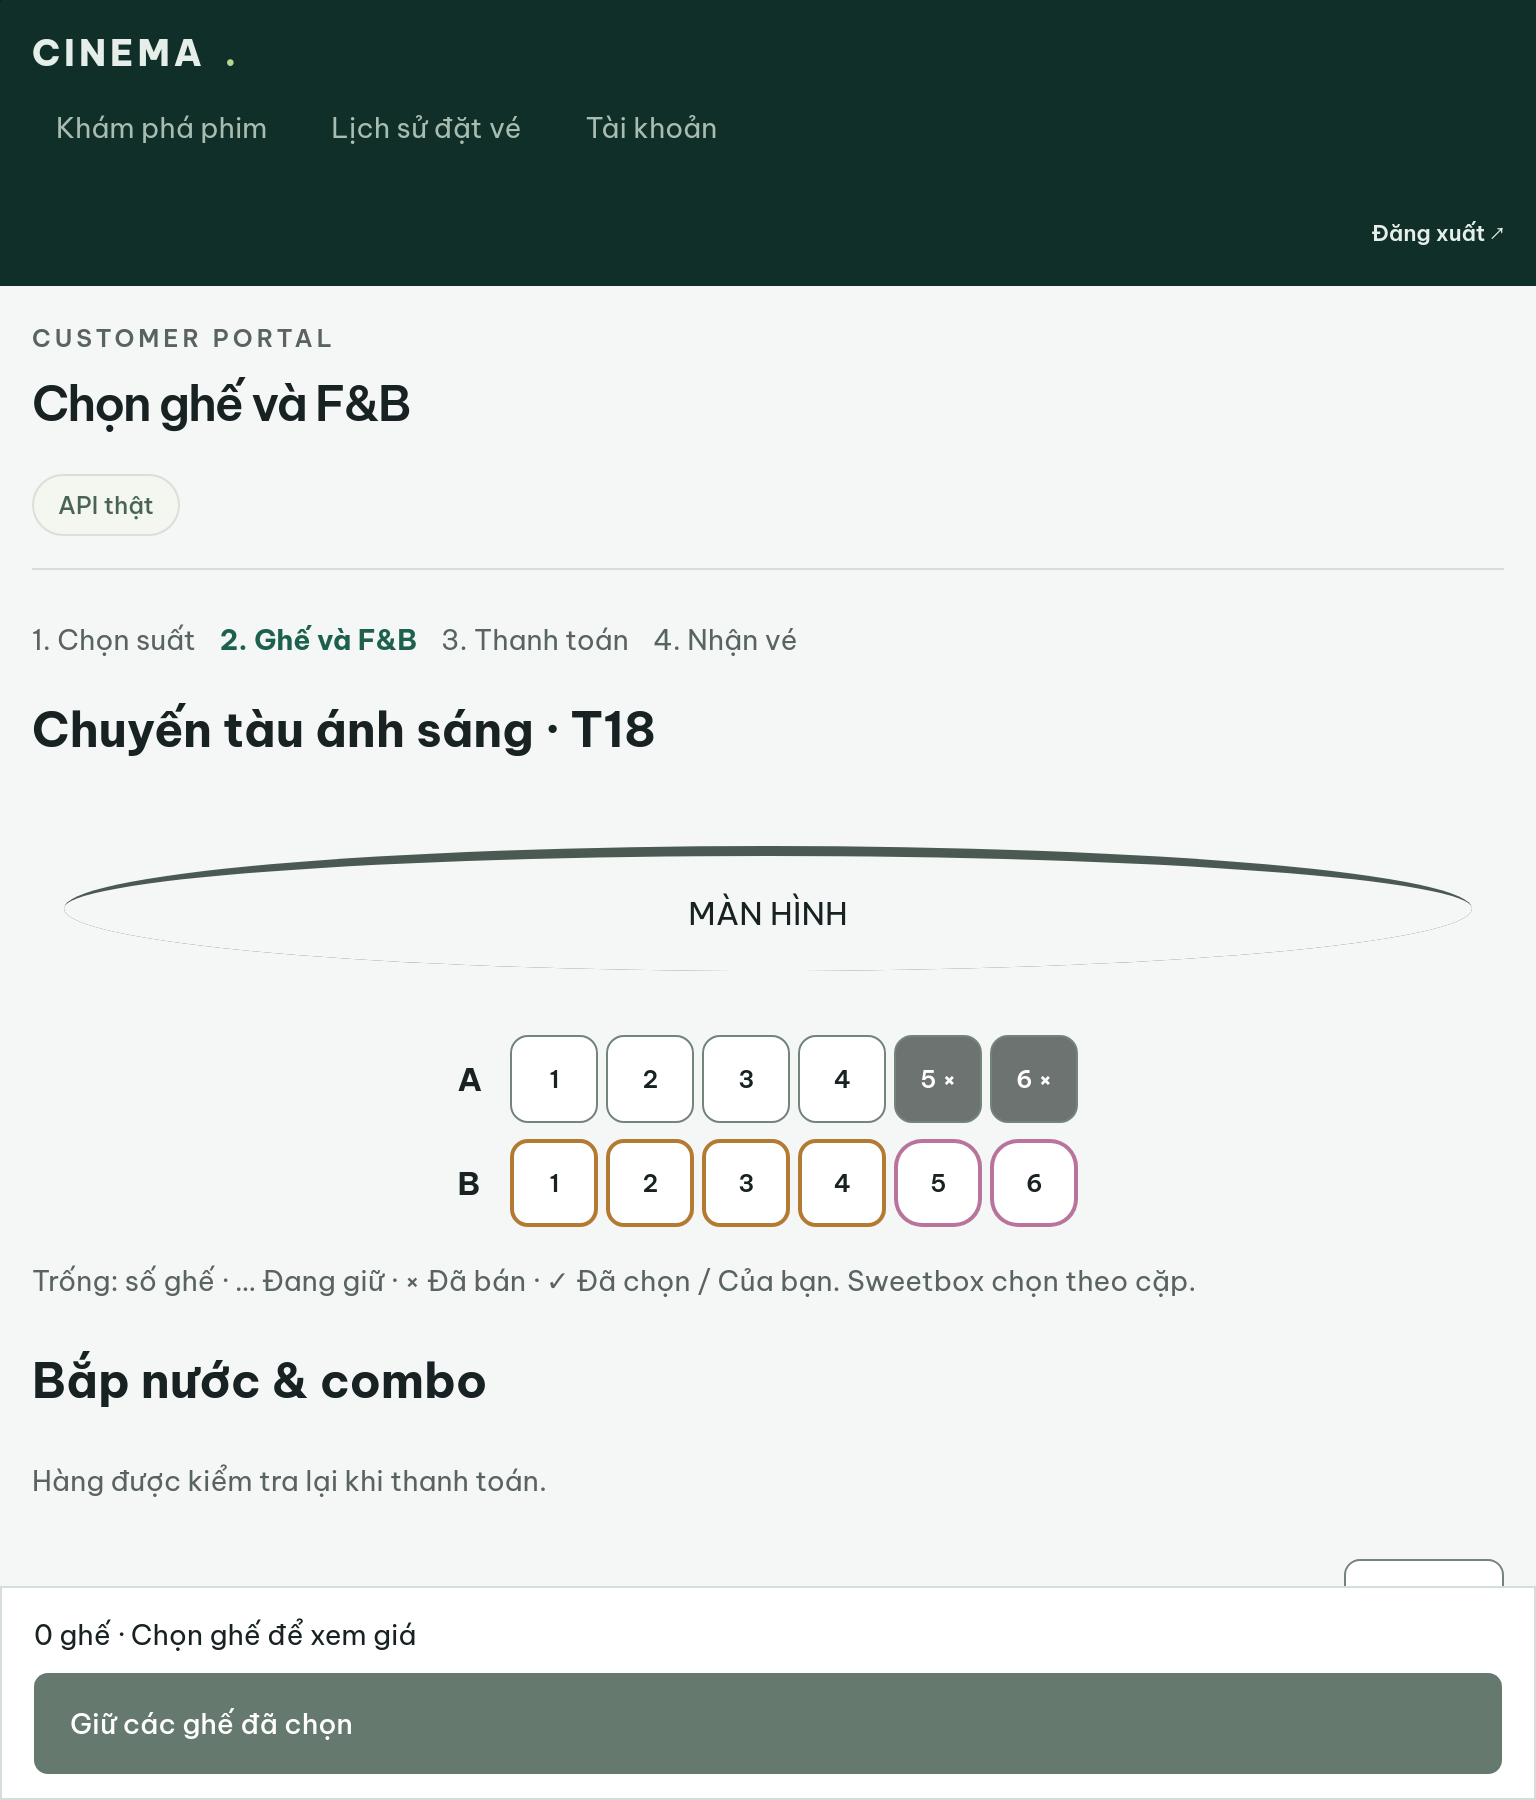 CINEMA .
Khám phá phim Lịch sử đặt vé Tài khoản
Đăng xuất ↗
CUSTOMER PORTAL
Chọn ghế và F&B
API thật
1. Chọn suất 2. Ghế và F&B 3. Thanh toán 4. Nhận vé
Chuyến tàu ánh sáng · T18
MÀN HÌNH
A 1 2 3 4 5 × 6 ×
B 1 2 3 4 5 6
Trống: số ghế · … Đang giữ · × Đã bán · ✓ Đã chọn / Của bạn. Sweetbox chọn theo cặp.
Bắp nước & combo
Hàng được kiểm tra lại khi thanh toán.
0 ghế · Chọn ghế để xem giá
Giữ các ghế đã chọn